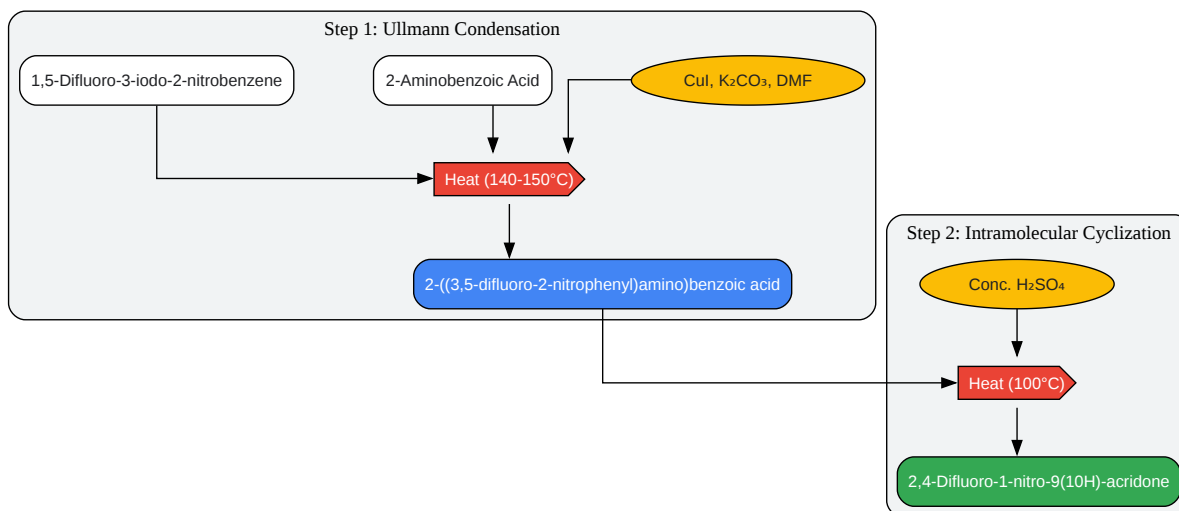 Step 1: Ullmann Condensation
1,5-Difluoro-3-iodo-2-nitrobenzene
2-Aminobenzoic Acid
CuI, K₂CO₃, DMF
Heat (140-150°C)
2-((3,5-difluoro-2-nitrophenyl)amino)benzoic acid
Step 2: Intramolecular Cyclization
Conc. H₂SO₄
Heat (100°C)
2,4-Difluoro-1-nitro-9(10H)-acridone